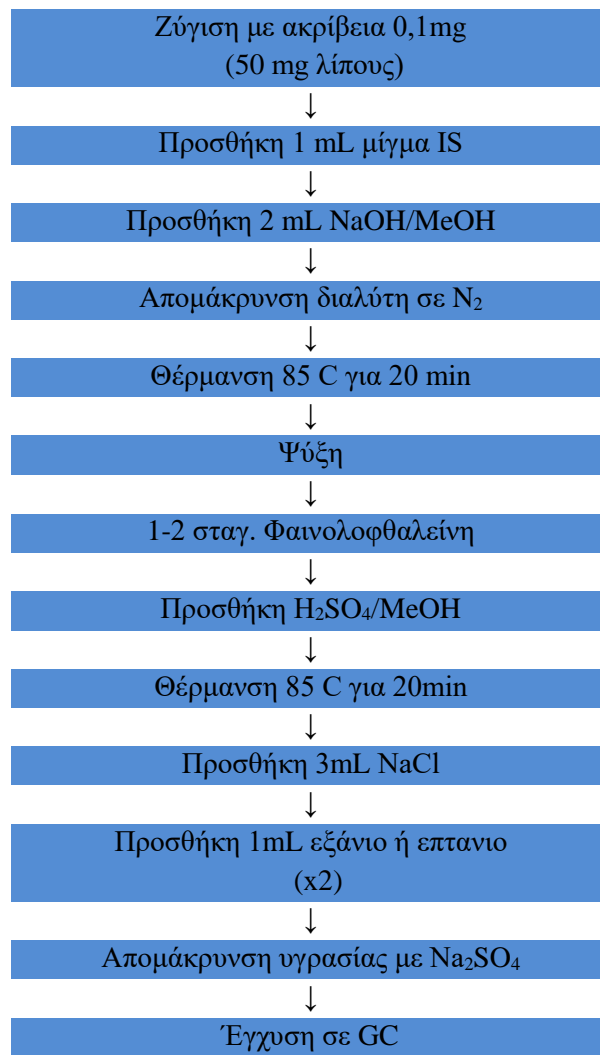 Ζύγιση με ακρίβεια 0,1mg
(50 mg λίπους)
↓
Προσθήκη 1 mL μίγμα IS
↓
Προσθήκη 2 mL NaOH/MeOH
↓
Απομάκρυνση διαλύτη σε N₂
↓
Θέρμανση 85 C για 20 min
↓
Ψύξη
↓
1-2 σταγ. Φαινολοφθαλείνη
↓
Προσθήκη H₂SO₄/MeOH
↓
Θέρμανση 85 C για 20min
↓
Προσθήκη 3mL NaCl
↓
Προσθήκη 1mL εξάνιο ή επτανιο
(x2)
↓
Απομάκρυνση υγρασίας με Na₂SO₄
↓
Έγχυση σε GC